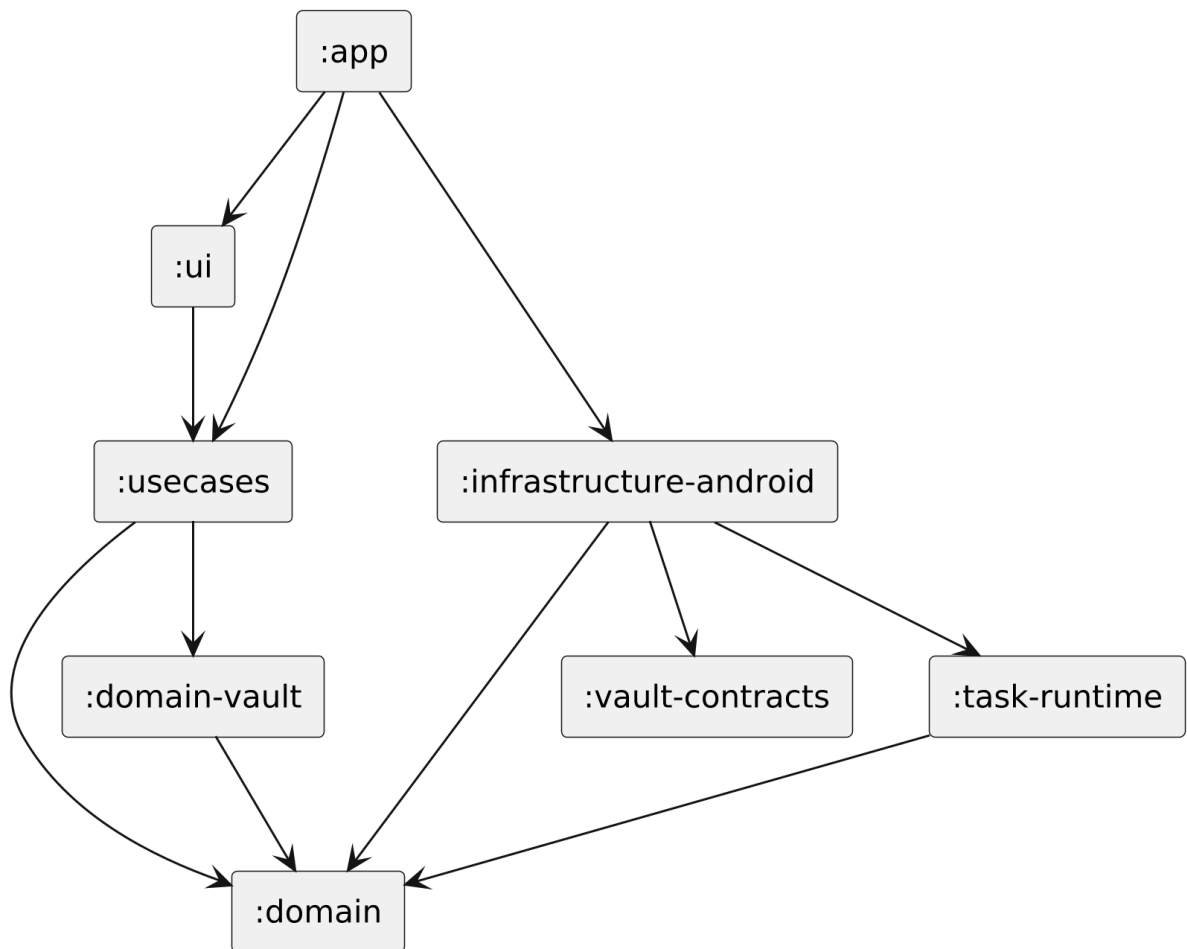 :app
:ui
:usecases
:infrastructure-android
:domain-vault
:vault-contracts
:task-runtime
:domain